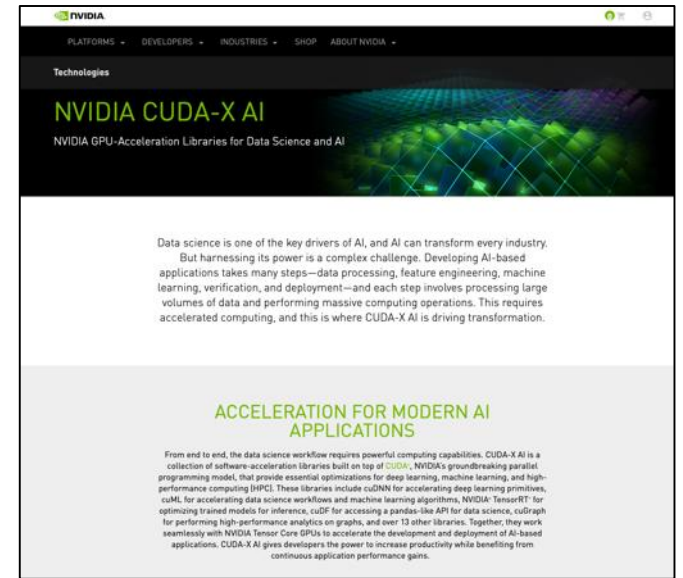 NVIDIA
PLATFORMS DEVELOPERS INDUSTRIES SHOP ABOUT NVIDIA
Technologies
NVIDIA CUDA-X AI
NVIDIA GPU-Acceleration Libraries for Data Science and AI
Data science is one of the key drivers of AI, and AI can transform every industry.
But harnessing its power is a complex challenge. Developing AI-based
applications takes many steps—data processing, feature engineering, machine
learning, verification, and deployment—and each step involves processing large
volumes of data and performing massive computing operations. This requires
accelerated computing, and this is where CUDA-X AI is driving transformation.
ACCELERATION FOR MODERN AI
APPLICATIONS
From end to end, the data science workflow requires powerful computing capabilities. CUDA-X AI is a
collection of software-acceleration libraries built on top of CUDA®, NVIDIA's groundbreaking parallel
programming model, that provide essential optimizations for deep learning, machine learning, and high-
performance computing (HPC). These libraries include cuDNN for accelerating deep learning primitives,
cuML for accelerating data science workflows and machine learning algorithms, NVIDIA® TensorRT™ for
optimizing trained models for inference, cuDF for accessing a pandas-like API for data science, cuGraph
for performing high-performance analytics on graphs, and over 13 other libraries. Together, they work
seamlessly with NVIDIA Tensor Core GPUs to accelerate the development and deployment of AI-based
applications. CUDA-X AI gives developers the power to increase productivity while benefiting from
continuous application performance gains.